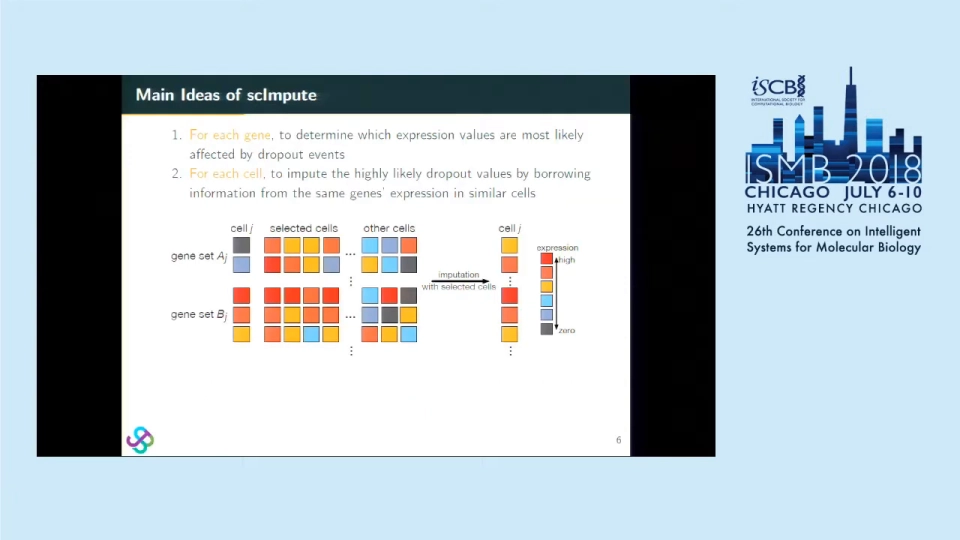 Main Ideas of scImpute
1. For each gene, to determine which expression values are most likely
affected by dropout events
2. For each cell, to impute the highly likely dropout values by borrowing
information from the same genes' expression in similar cells
cell j
selected cells
other cells
cell j
gene set Aj
...
expression
high
imputation
with selected cells
gene set Bj
...
zero
6
iSCB
INTERNATIONAL SOCIETY FOR
COMPUTATIONAL BIOLOGY
ISMB 2018
CHICAGO JULY 6-10
HYATT REGENCY CHICAGO
26th Conference on Intelligent
Systems for Molecular Biology